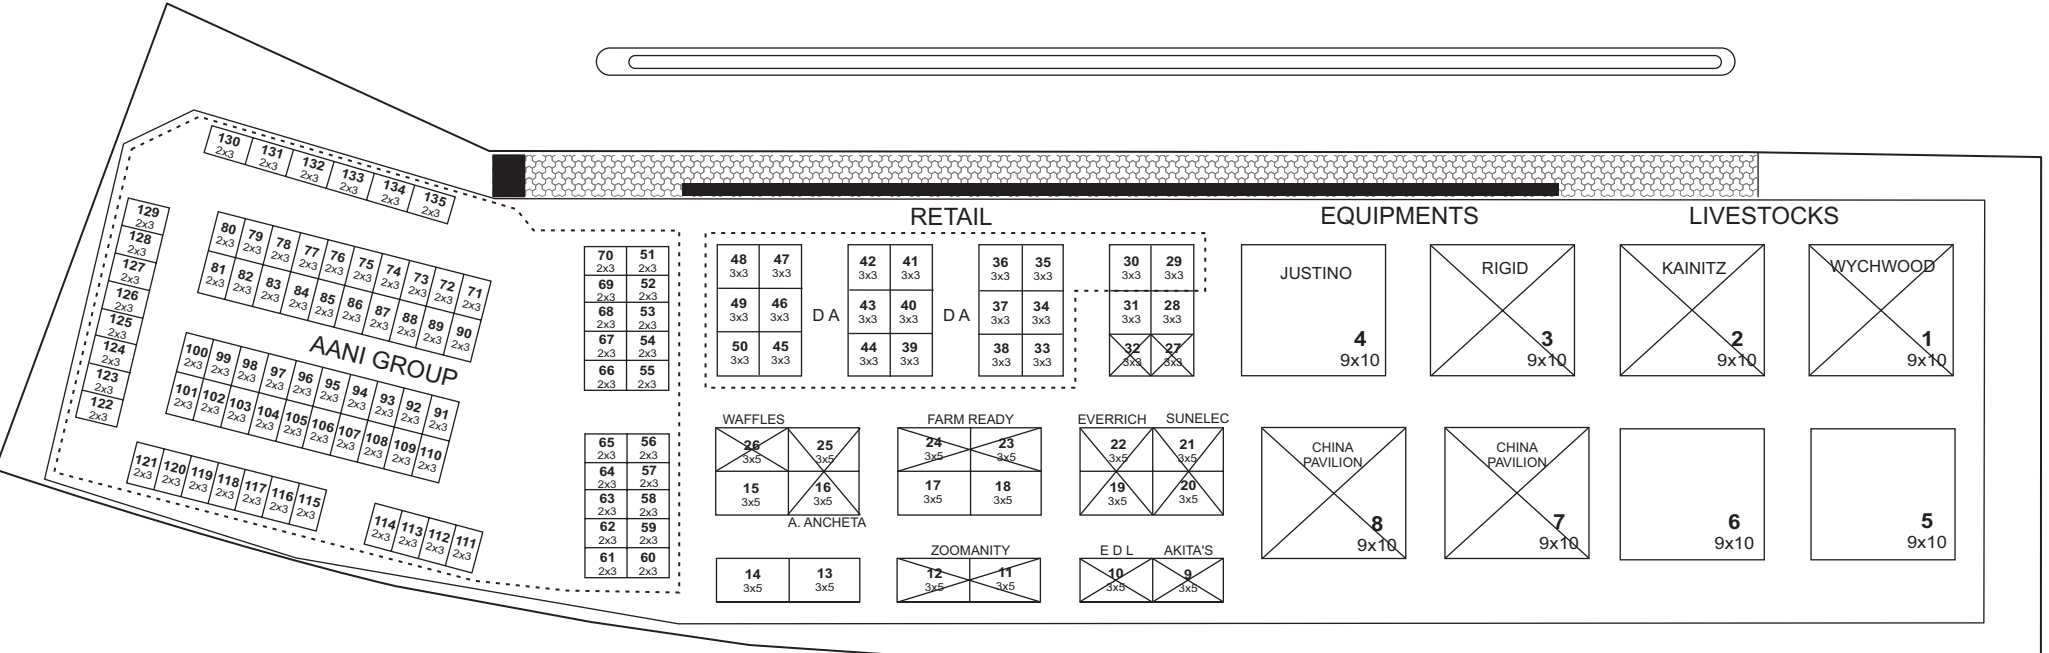 RETAIL
EQUIPMENTS
LIVESTOCKS
130
2x3
131
2x3
132
2x3
133
2x3
134
2x3
135
2x3
129
2x3
128
2x3
127
2x3
126
2x3
125
2x3
124
2x3
123
2x3
122
2x3
80
2x3
79
2x3
78
2x3
77
2x3
76
2x3
75
2x3
74
2x3
73
2x3
72
2x3
71
2x3
81
2x3
82
2x3
83
2x3
84
2x3
85
2x3
86
2x3
87
2x3
88
2x3
89
2x3
90
2x3
AANI GROUP
100
2x3
99
2x3
98
2x3
97
2x3
96
2x3
95
2x3
94
2x3
93
2x3
92
2x3
91
2x3
101
2x3
102
2x3
103
2x3
104
2x3
105
2x3
106
2x3
107
2x3
108
2x3
109
2x3
110
2x3
121
2x3
120
2x3
119
2x3
118
2x3
117
2x3
116
2x3
115
2x3
114
2x3
113
2x3
112
2x3
111
2x3
70
2x3
51
2x3
69
2x3
52
2x3
68
2x3
53
2x3
67
2x3
54
2x3
66
2x3
55
2x3
65
2x3
56
2x3
64
2x3
57
2x3
63
2x3
58
2x3
62
2x3
59
2x3
61
2x3
60
2x3
48
3x3
47
3x3
49
3x3
46
3x3
50
3x3
45
3x3
D A
42
3x3
41
3x3
43
3x3
40
3x3
44
3x3
39
3x3
D A
36
3x3
35
3x3
37
3x3
34
3x3
38
3x3
33
3x3
30
3x3
29
3x3
31
3x3
28
3x3
32
3x3
27
3x3
JUSTINO
4
9x10
RIGID
3
9x10
KAINITZ
2
9x10
WYCHWOOD
1
9x10
WAFFLES
26
3x5
25
3x5
15
3x5
16
3x5
A. ANCHETA
FARM READY
24
3x5
23
3x5
17
3x5
18
3x5
EVERRICH
SUNELEC
22
3x5
21
3x5
19
3x5
20
3x5
14
3x5
13
3x5
ZOOMANITY
12
3x5
11
3x5
E D L
AKITA'S
10
3x5
9
3x5
CHINA
PAVILION
8
9x10
CHINA
PAVILION
7
9x10
6
9x10
5
9x10